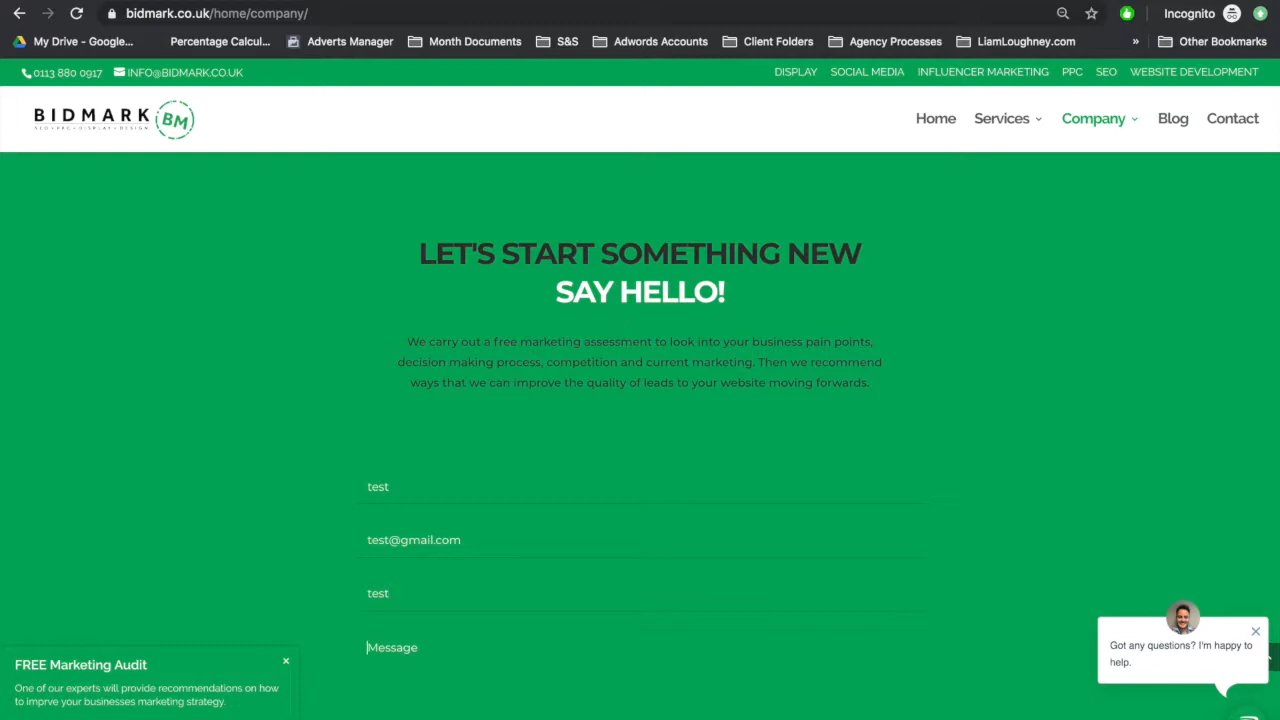 bidmark.co.uk/home/company/
Incognito
My Drive - Google...
Percentage Calcul...
Adverts Manager
Month Documents
S&S
Adwords Accounts
Client Folders
Agency Processes
LiamLoughney.com
»
Other Bookmarks
0113 880 0917
INFO@BIDMARK.CO.UK
DISPLAY
SOCIAL MEDIA
INFLUENCER MARKETING
PPC
SEO
WEBSITE DEVELOPMENT
BIDMARK
SEO • PPC • DISPLAY • DESIGN
BM
Home
Services
Company
Blog
Contact
LET'S START SOMETHING NEW
SAY HELLO!
We carry out a free marketing assessment to look into your business pain points,
decision making process, competition and current marketing. Then we recommend
ways that we can improve the quality of leads to your website moving forwards.
test
test@gmail.com
test
Message
FREE Marketing Audit
×
One of our experts will provide recommendations on how
to imprve your businesses marketing strategy.
Got any questions? I'm happy to
help.